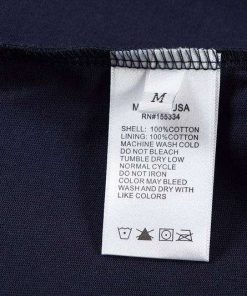 M
USA
RN#155334
SHELL: 100%COTTON
LINING: 100%COTTON
MACHINE WASH COLD
DO NOT BLEACH
TUMBLE DRY LOW
NORMAL CYCLE
DO NOT IRON
COLOR MAY BLEED
WASH AND DRY WITH
LIKE COLORS